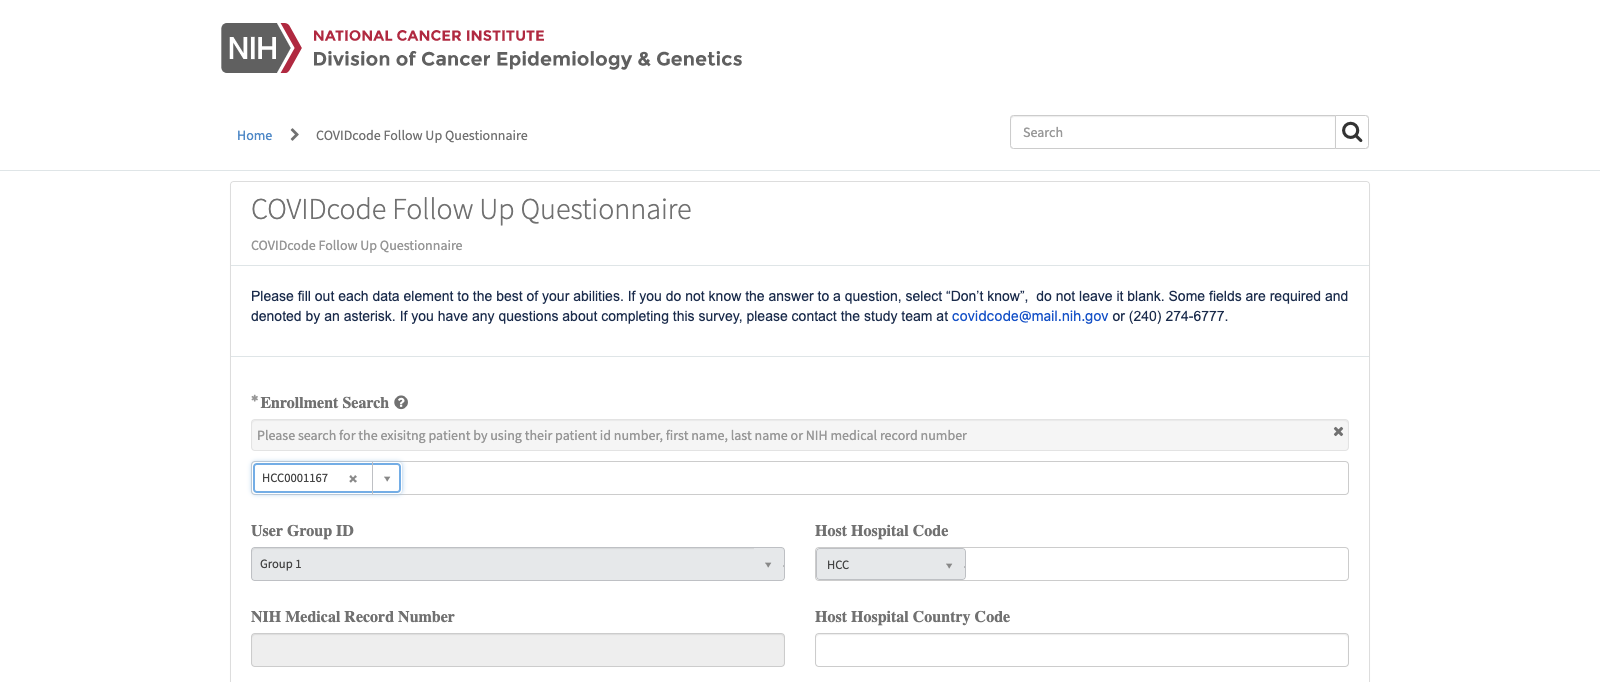 NIH
NATIONAL CANCER INSTITUTE
Division of Cancer Epidemiology & Genetics
Home COVIDcode Follow Up Questionnaire
Search
COVIDcode Follow Up Questionnaire
COVIDcode Follow Up Questionnaire
Please fill out each data element to the best of your abilities. If you do not know the answer to a question, select “Don’t know”,  do not leave it blank. Some fields are required and
denoted by an asterisk. If you have any questions about completing this survey, please contact the study team at covidcode@mail.nih.gov or (240) 274-6777.
*Enrollment Search
Please search for the exisitng patient by using their patient id number, first name, last name or NIH medical record number
HCC0001167
User Group ID
Group 1
Host Hospital Code
HCC
NIH Medical Record Number
Host Hospital Country Code